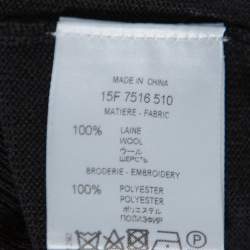 MADE IN CHINA
15F 7516 510
MATIERE - FABRIC
100% LAINE
WOOL
ウール
ШЕРСТЬ
BRODERIE - EMBROIDERY
100% POLYESTER
POLYESTER
ポリエステル
ПОЛИЭФИР